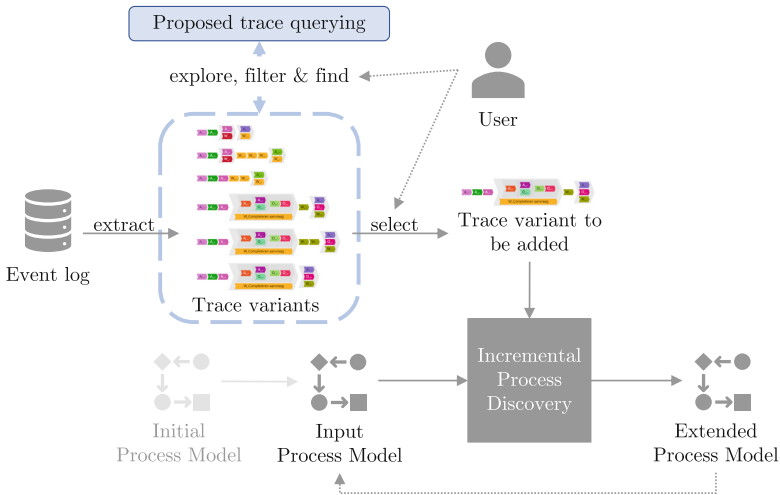 Proposed trace querying
explore, filter & find
User
extract
select
Event log
Trace variants
Trace variant to
be added
Incremental
Process
Discovery
Initial
Process Model
Input
Process Model
Extended
Process Model